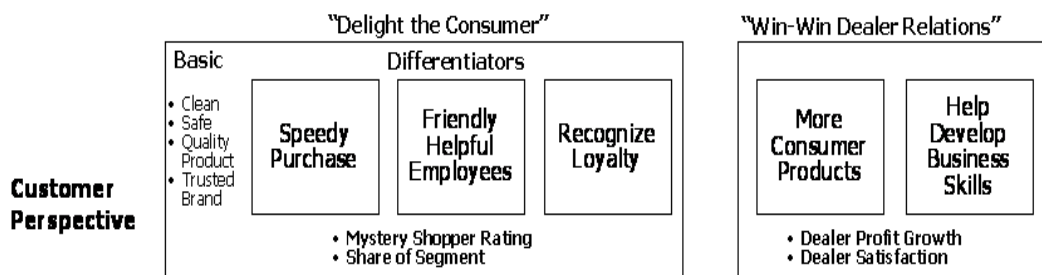 “Delight the Consumer”
“Win-Win Dealer Relations”
Basic
Differentiators
• Clean
• Safe
• Quality
Product
• Trusted
Brand
Speedy
Purchase
Friendly
Helpful
Employees
Recognize
Loyalty
More
Consumer
Products
Help
Develop
Business
Skills
Customer
Perspective
• Mystery Shopper Rating
• Share of Segment
• Dealer Profit Growth
• Dealer Satisfaction